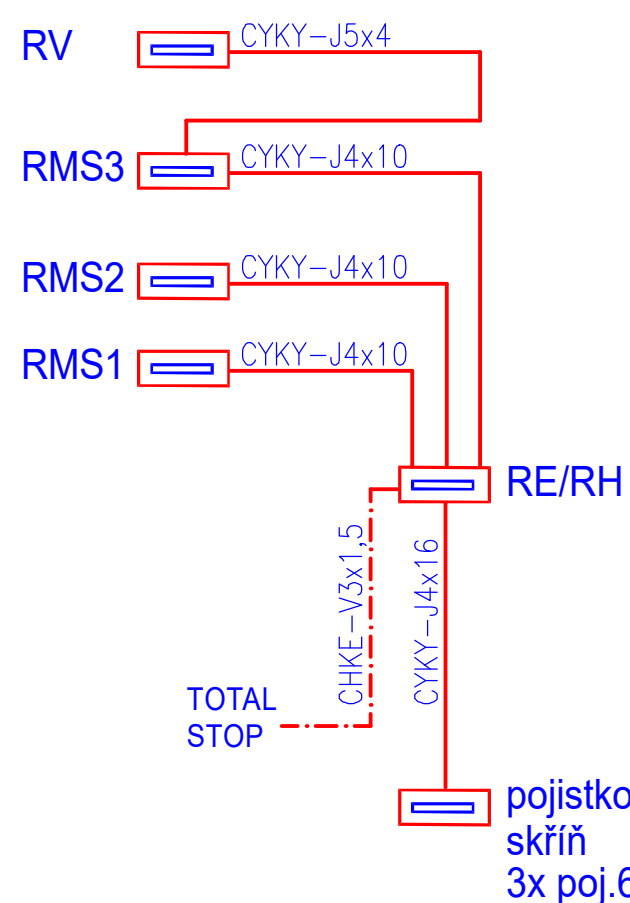 RV
CYKY-J5x4
RMS3
CYKY-J4x10
RMS2
CYKY-J4x10
RMS1
CYKY-J4x10
RE/RH
CHKE-V3x1,5
CYKY-J4x16
TOTAL
STOP
skříň
3x